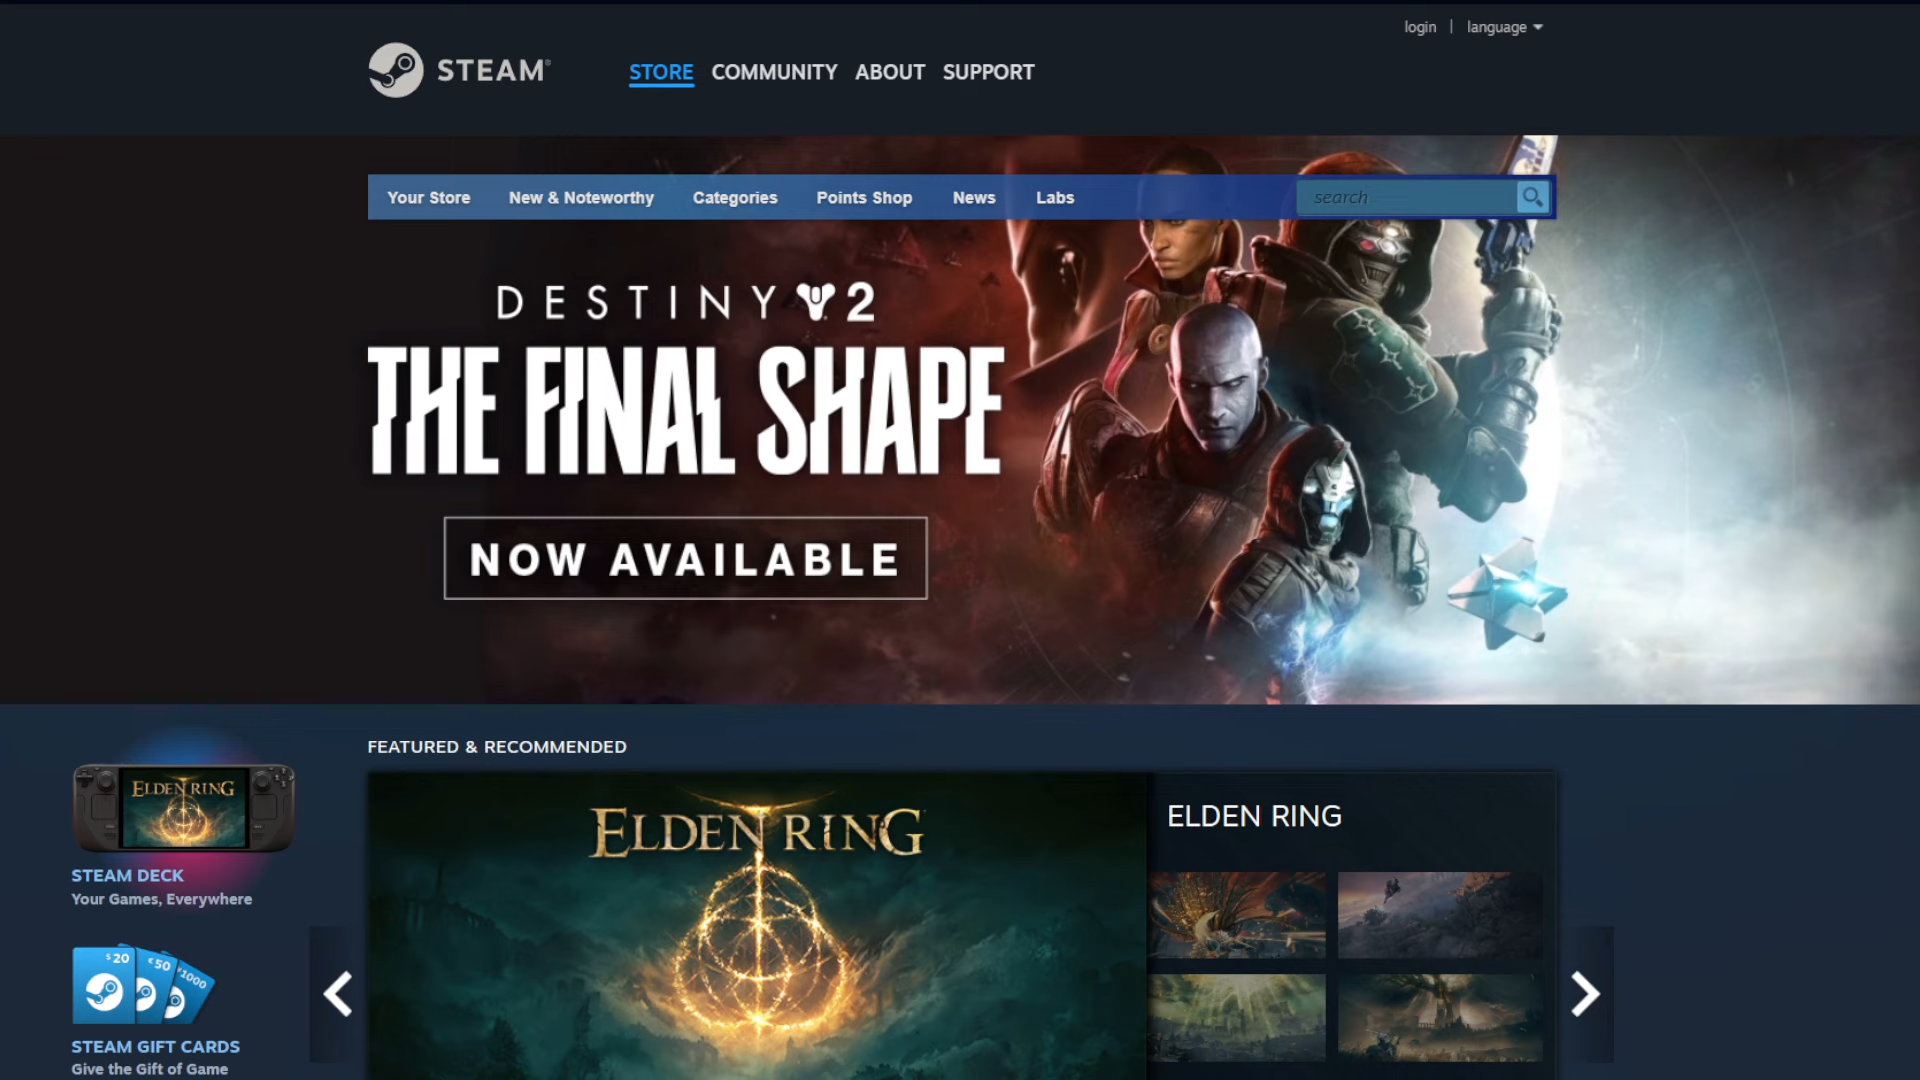 login | language
STEAM®
STORE COMMUNITY ABOUT SUPPORT
Your Store New & Noteworthy Categories Points Shop News Labs
search
DESTINY 2
THE FINAL SHAPE
NOW AVAILABLE
FEATURED & RECOMMENDED
ELDEN RING
STEAM DECK
Your Games, Everywhere
$20 €50 ¥1000
STEAM GIFT CARDS
Give the Gift of Game
ELDEN RING
ELDEN RING